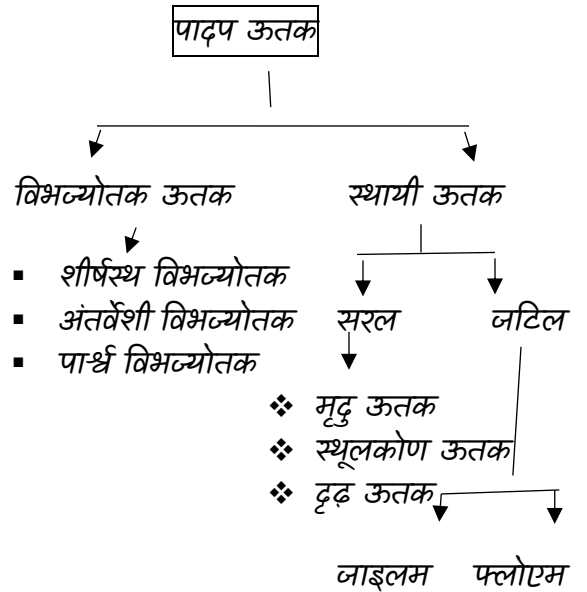 पादप ऊतक
विभज्योतक ऊतक स्थायी ऊतक
▪ शीर्षस्थ विभज्योतक
▪ अंतर्वेशी विभज्योतक सरल जटिल
▪ पार्श्व विभज्योतक
❖ मृदु ऊतक
❖ स्थूलकोण ऊतक
❖ दृढ़ ऊतक
जाइलम फ्लोएम